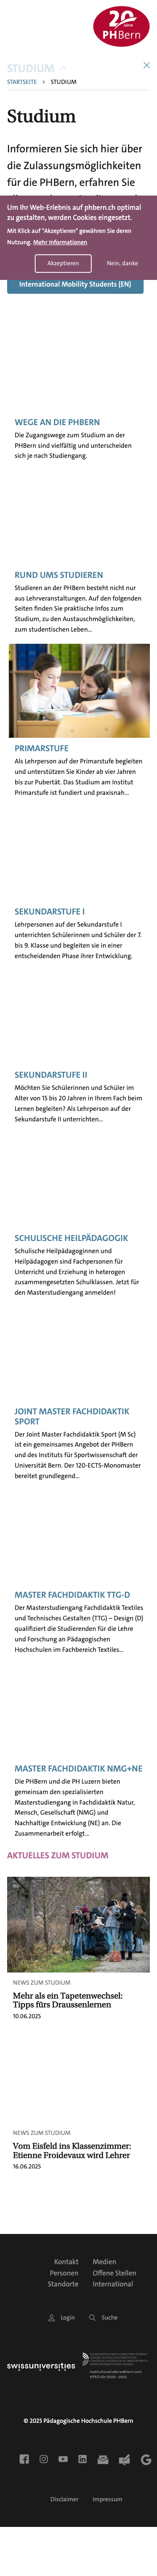 20 Jahre
PHBern
STUDIUM
STARTSEITE > STUDIUM
Studium
Informieren Sie sich hier über
die Zulassungsmöglichkeiten
für die PHBern, erfahren Sie
Um Ihr Web-Erlebnis auf phbern.ch optimal
zu gestalten, werden Cookies eingesetzt.
Mit Klick auf "Akzeptieren" gewähren Sie deren
Nutzung. Mehr Informationen
Akzeptieren
Nein, danke
International Mobility Students (EN)
WEGE AN DIE PHBERN
Die Zugangswege zum Studium an der
PHBern sind vielfältig und unterscheiden
sich je nach Studiengang.
RUND UMS STUDIEREN
Studieren an der PHBern besteht nicht nur
aus Lehrveranstaltungen. Auf den folgenden
Seiten finden Sie praktische Infos zum
Studium, zu den Austauschmöglichkeiten,
zum studentischen Leben...
PRIMARSTUFE
Als Lehrperson auf der Primarstufe begleiten
und unterstützen Sie Kinder ab vier Jahren
bis zur Pubertät. Das Studium am Institut
Primarstufe ist fundiert und praxisnah...
SEKUNDARSTUFE I
Lehrpersonen auf der Sekundarstufe I
unterrichten Schülerinnen und Schüler der 7.
bis 9. Klasse und begleiten sie in einer
entscheidenden Phase ihrer Entwicklung.
SEKUNDARSTUFE II
Möchten Sie Schülerinnen und Schüler im
Alter von 15 bis 20 Jahren in Ihrem Fach beim
Lernen begleiten? Als Lehrperson auf der
Sekundarstufe II unterrichten...
SCHULISCHE HEILPÄDAGOGIK
Schulische Heilpädagoginnen und
Heilpädagogen sind Fachpersonen für
Unterricht und Erziehung in heterogen
zusammengesetzten Schulklassen. Jetzt für
den Masterstudiengang anmelden!
JOINT MASTER FACHDIDAKTIK
SPORT
Der Joint Master Fachdidaktik Sport (M Sc)
ist ein gemeinsames Angebot der PHBern
und des Instituts für Sportwissenschaft der
Universität Bern. Der 120-ECTS-Monomaster
bereitet grundlegend...
MASTER FACHDIDAKTIK TTG-D
Der Masterstudiengang Fachdidaktik Textiles
und Technisches Gestalten (TTG) – Design (D)
qualifiziert die Studierenden für die Lehre
und Forschung an Pädagogischen
Hochschulen im Fachbereich Textiles...
MASTER FACHDIDAKTIK NMG+NE
Die PHBern und die PH Luzern bieten
gemeinsam den spezialisierten
Masterstudiengang in Fachdidaktik Natur,
Mensch, Gesellschaft (NMG) und
Nachhaltige Entwicklung (NE) an. Die
Zusammenarbeit erfolgt...
AKTUELLES ZUM STUDIUM
NEWS ZUM STUDIUM
Mehr als ein Tapetenwechsel:
Tipps fürs Draussenlernen
10.06.2025
NEWS ZUM STUDIUM
Vom Eisfeld ins Klassenzimmer:
Etienne Froidevaux wird Lehrer
16.06.2025
Kontakt
Medien
Personen
Offene Stellen
Standorte
International
Login
Suche
swissuniversities
© 2025 Pädagogische Hochschule PHBern
Disclaimer
Impressum